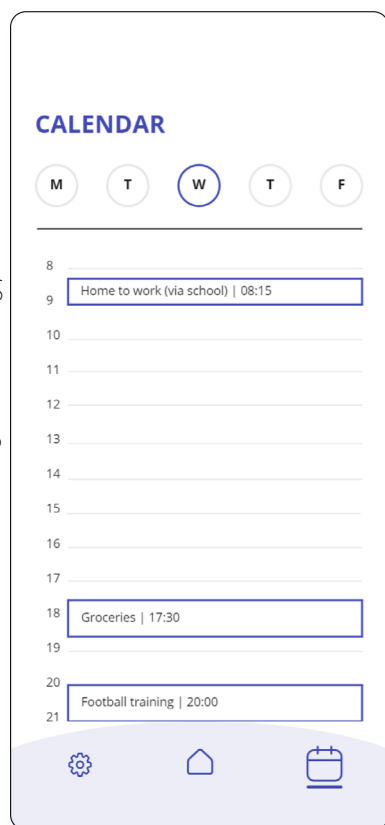 CALENDAR
M T W T F
8
Home to work (via school) | 08:15
9
10
11
12
13
14
15
16
17
18
Groceries | 17:30
19
20
Football training | 20:00
21